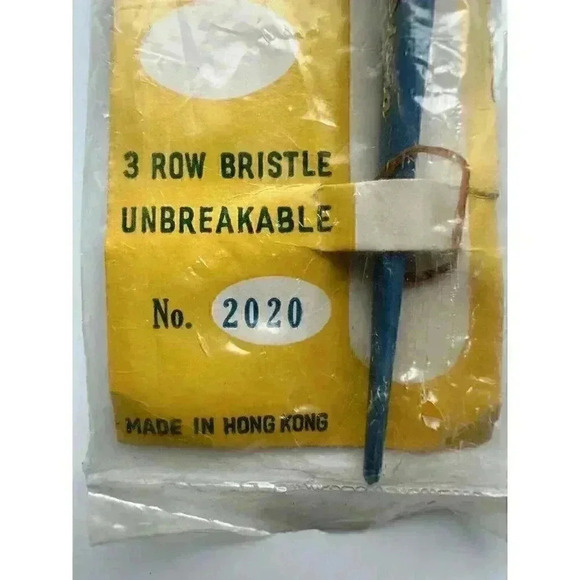 3 ROW BRISTLE
UNBREAKABLE
No. 2020
MADE IN HONG KONG